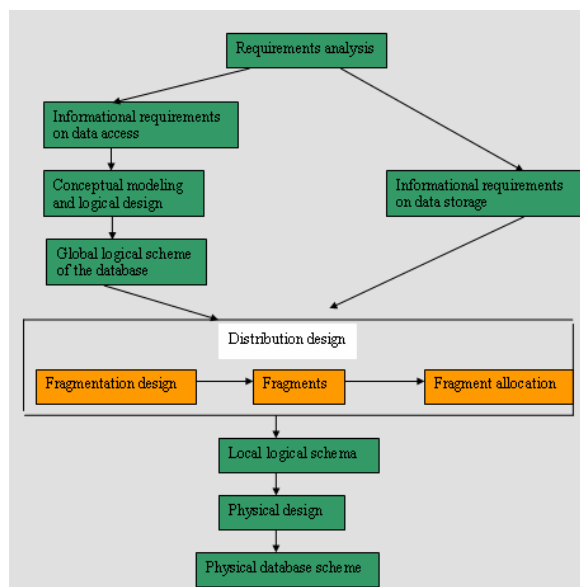 Requirements analysis
Informational requirements
on data access
Conceptual modeling
and logical design
Informational requirements
on data storage
Global logical scheme
of the database
Distribution design
Fragmentation design
Fragments
Fragment allocation
Local logical schema
Physical design
Physical database scheme